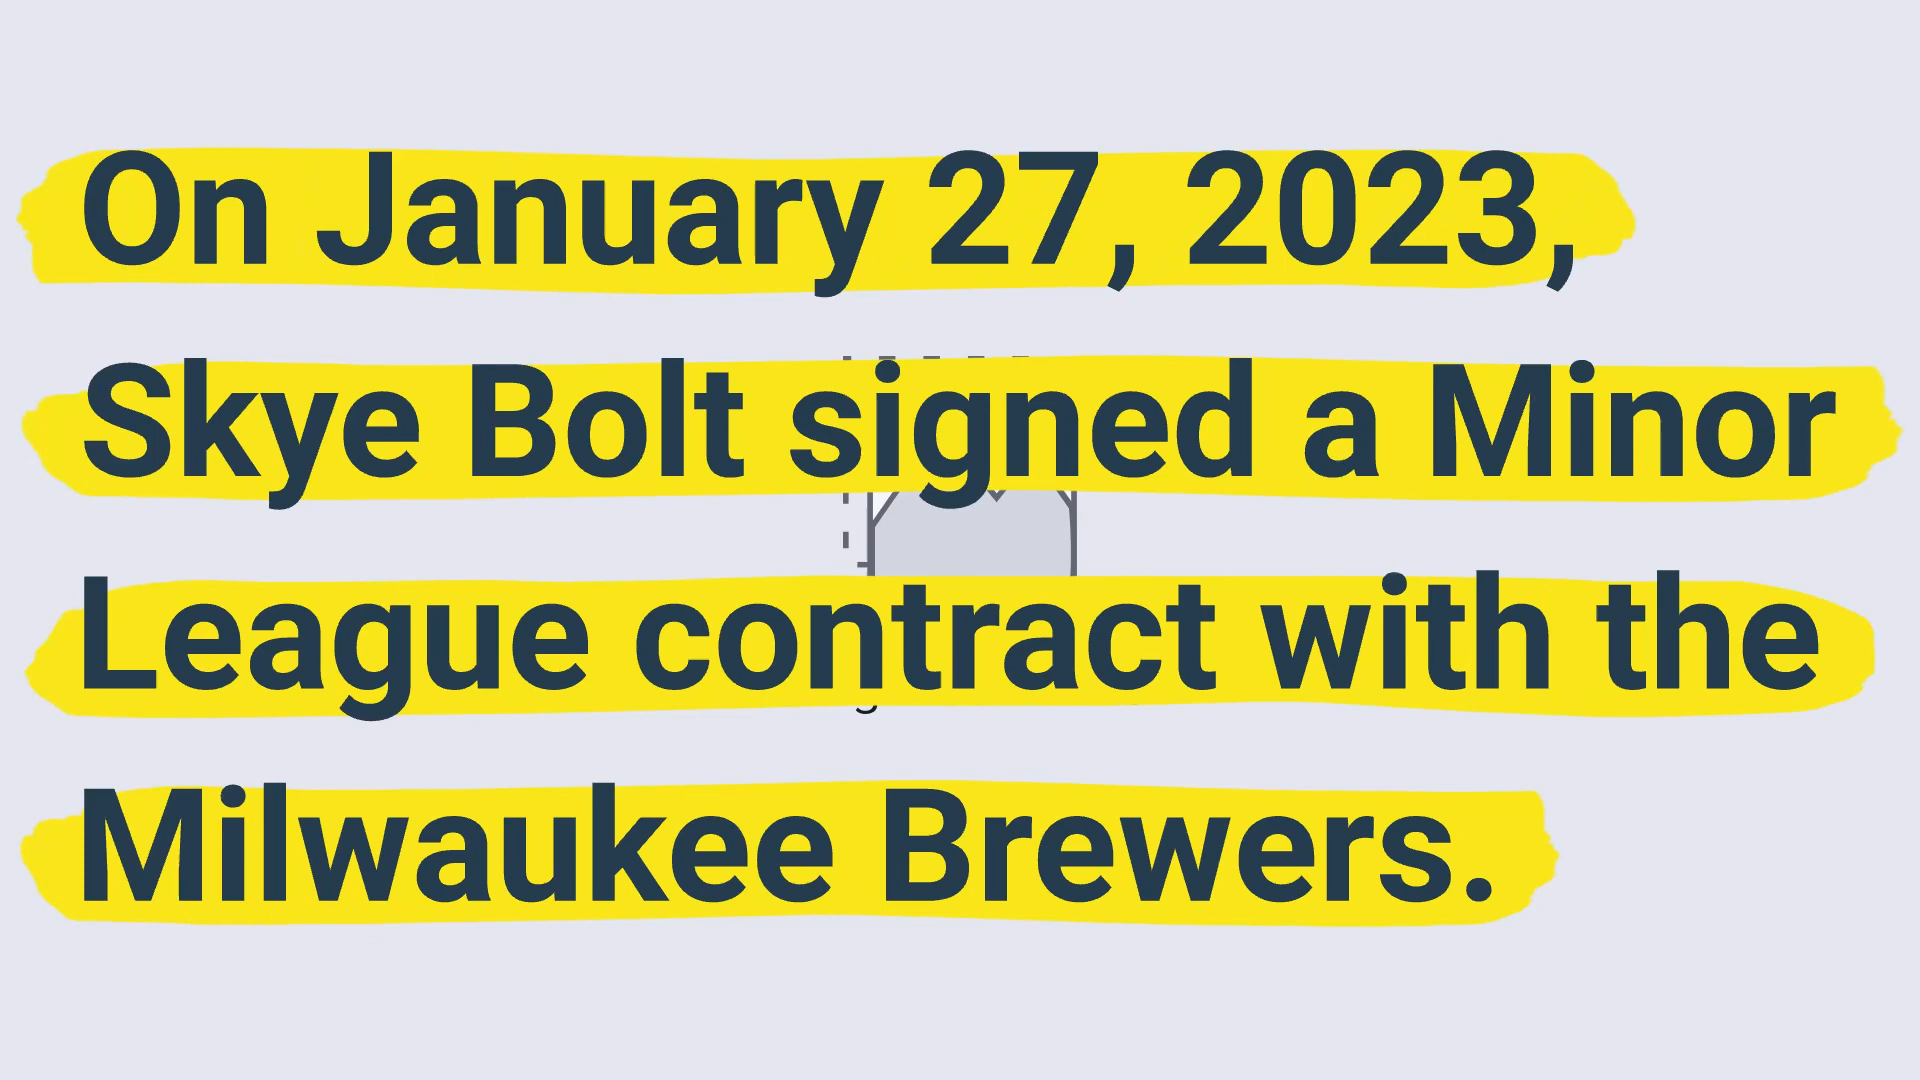 On January 27, 2023,
Skye Bolt signed a Minor
League contract with the
Milwaukee Brewers.